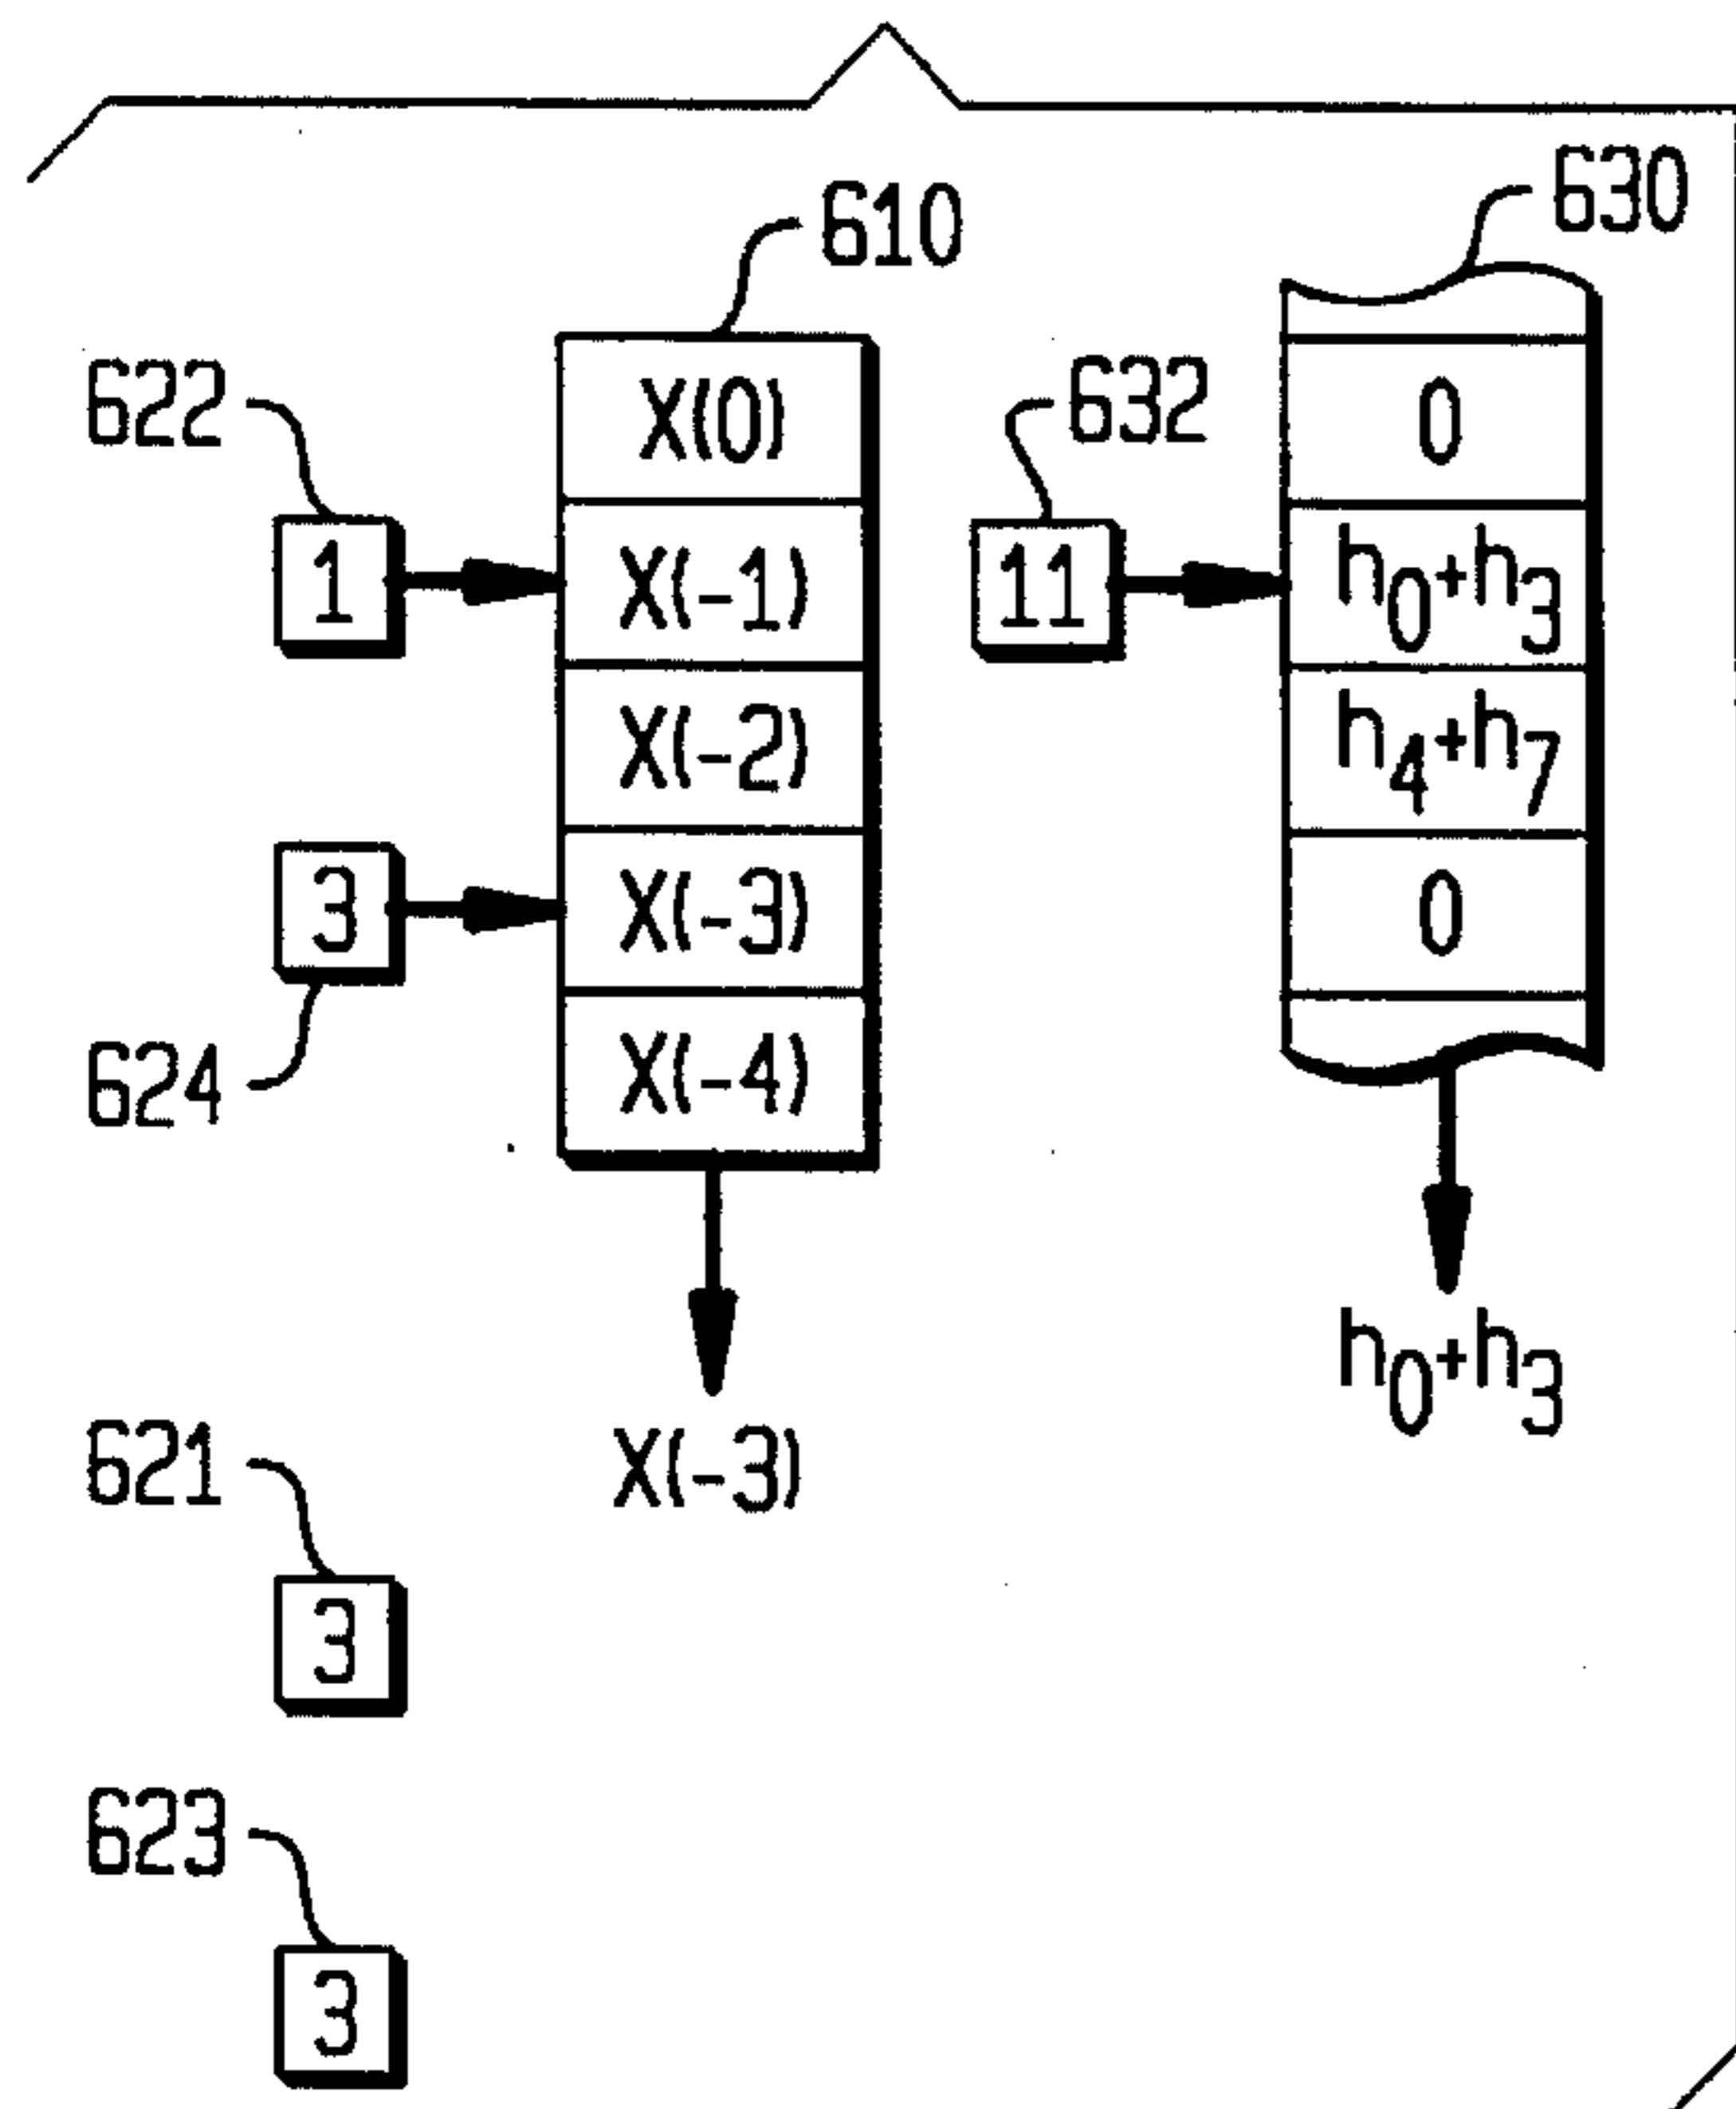 610
630
622
632
X(0)
0
1
X(-1)
11
h0+h3
X(-2)
h4+h7
3
X(-3)
0
624
X(-4)
h0+h3
621
X(-3)
3
623
3